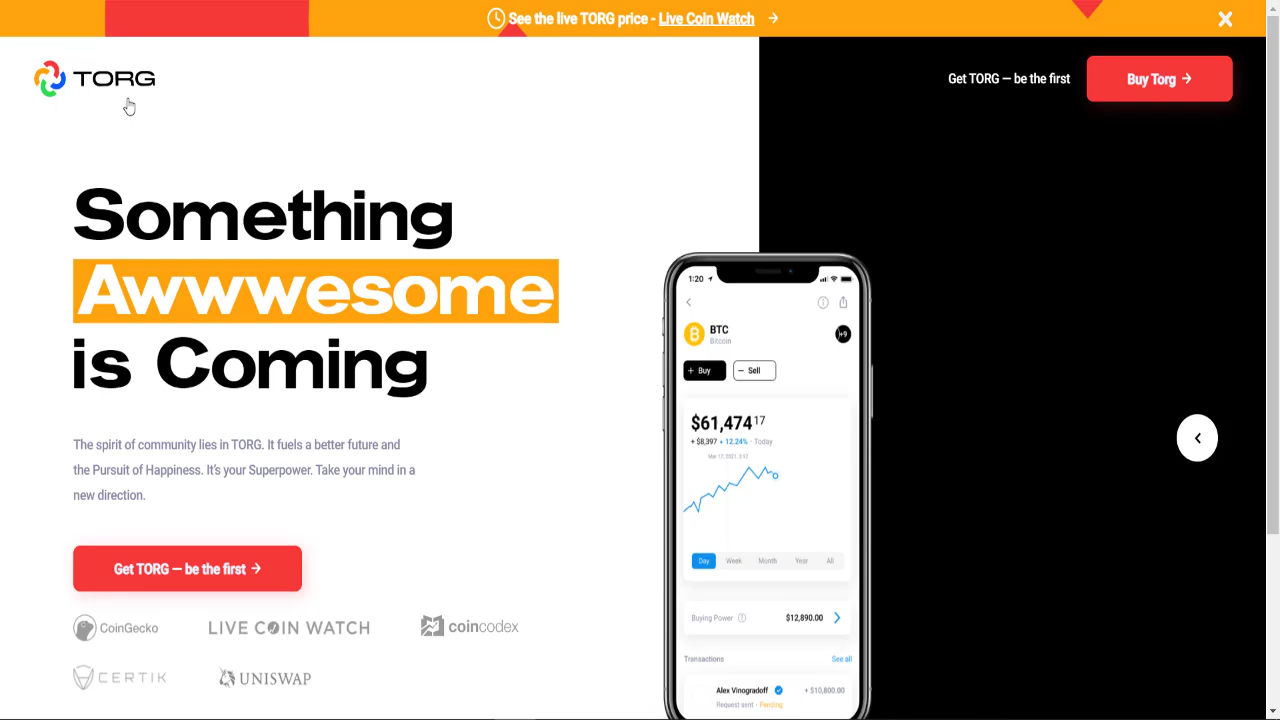 See the live TORG price - Live Coin Watch →
TORG
Get TORG — be the first
Buy Torg →
Something
Awwwesome
is Coming
The spirit of community lies in TORG. It fuels a better future and
the Pursuit of Happiness. It's your Superpower. Take your mind in a
new direction.
Get TORG — be the first →
CoinGecko
LIVE COIN WATCH
coincodex
CERTIK
UNISWAP
1:20
BTC
Bitcoin
+9
+ Buy
− Sell
$61,474 17
+ $8,397 + 12.24% · Today
Day
Week
Month
Year
All
Buying Power
$12,890.00
Transactions
See all
Alex Vinogradoff
+ $10,800.00
Request sent · Pending